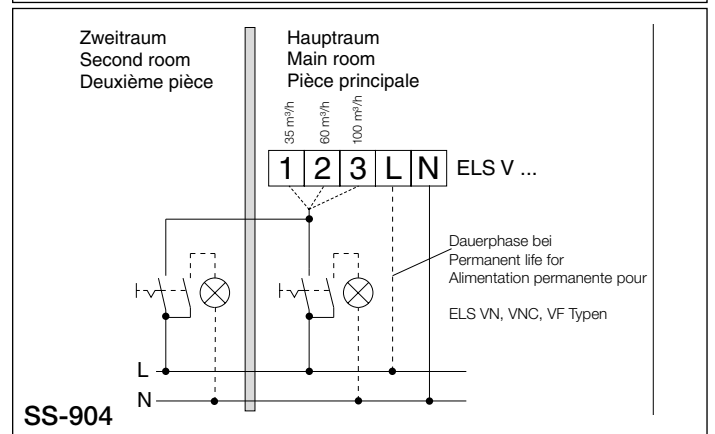 Zweitraum
Second room
Deuxième pièce
Hauptraum
Main room
Pièce principale
35 m³/h
60 m³/h
100 m³/h
1 2 3 L N ELS V ...
Dauerphase bei
Permanent life for
Alimentation permanente pour
ELS VN, VNC, VF Typen
L
N
SS-904